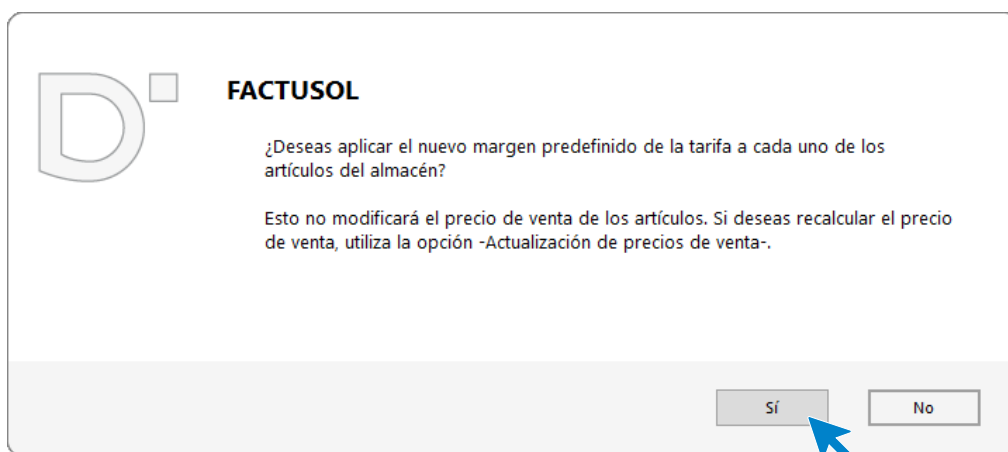 FACTUSOL
¿Deseas aplicar el nuevo margen predefinido de la tarifa a cada uno de los
artículos del almacén?
Esto no modificará el precio de venta de los artículos. Si deseas recalcular el precio
de venta, utiliza la opción -Actualización de precios de venta-.
Sí
No